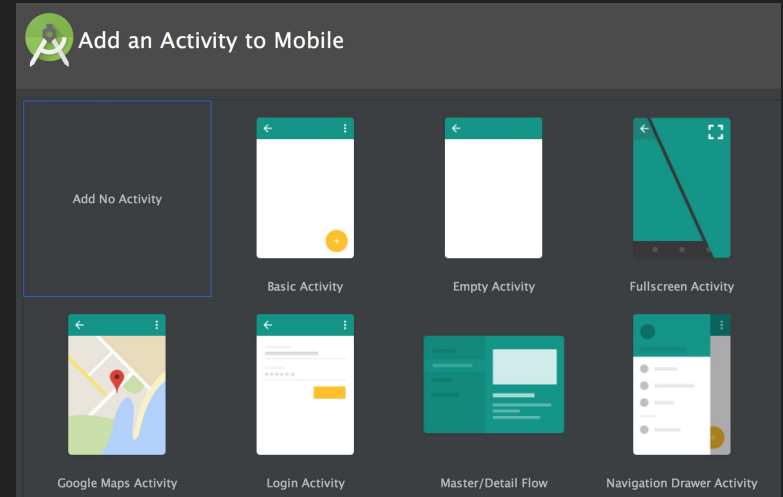 Add an Activity to Mobile
Add No Activity
Basic Activity
Empty Activity
Fullscreen Activity
Google Maps Activity
Login Activity
Master/Detail Flow
Navigation Drawer Activity